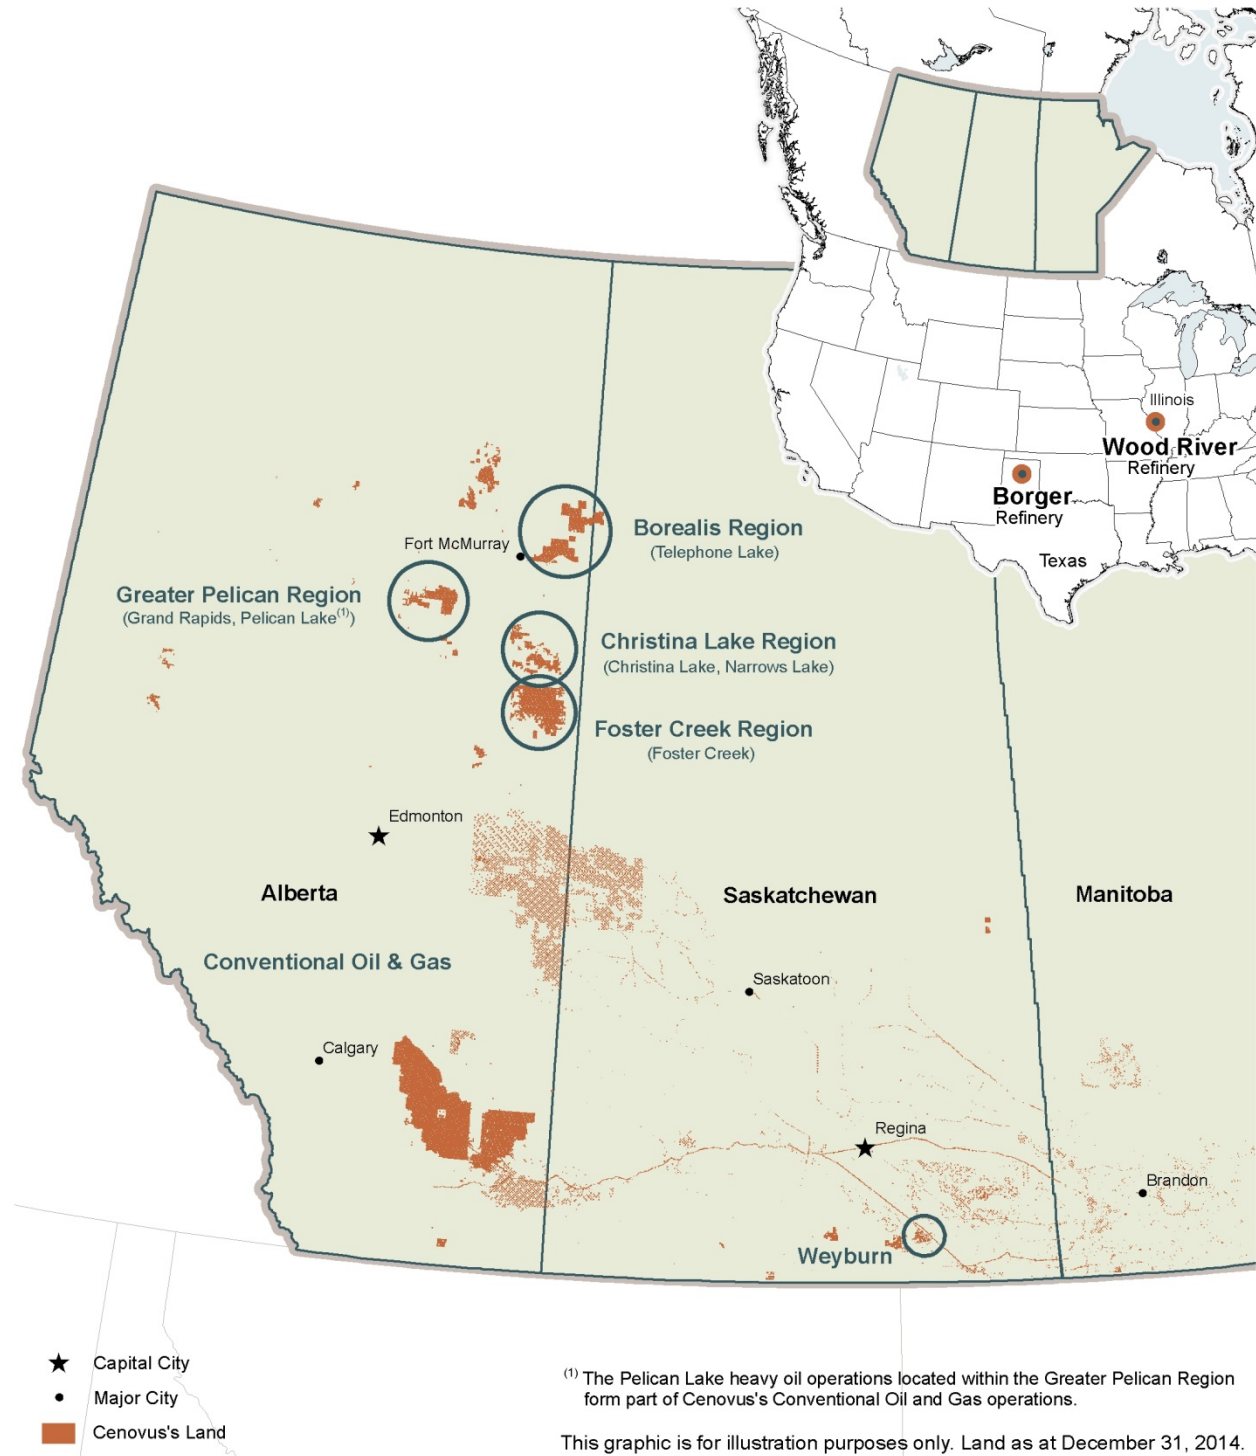 Illinois
Wood River
Refinery
Borger
Refinery
Texas
Borealis Region
(Telephone Lake)
Fort McMurray
Greater Pelican Region
(Grand Rapids, Pelican Lake(1))
Christina Lake Region
(Christina Lake, Narrows Lake)
Foster Creek Region
(Foster Creek)
Edmonton
Alberta
Saskatchewan
Manitoba
Conventional Oil & Gas
Saskatoon
Calgary
Regina
Brandon
Weyburn
Capital City
Major City
Cenovus's Land
(1) The Pelican Lake heavy oil operations located within the Greater Pelican Region
form part of Cenovus's Conventional Oil and Gas operations.
This graphic is for illustration purposes only. Land as at December 31, 2014.